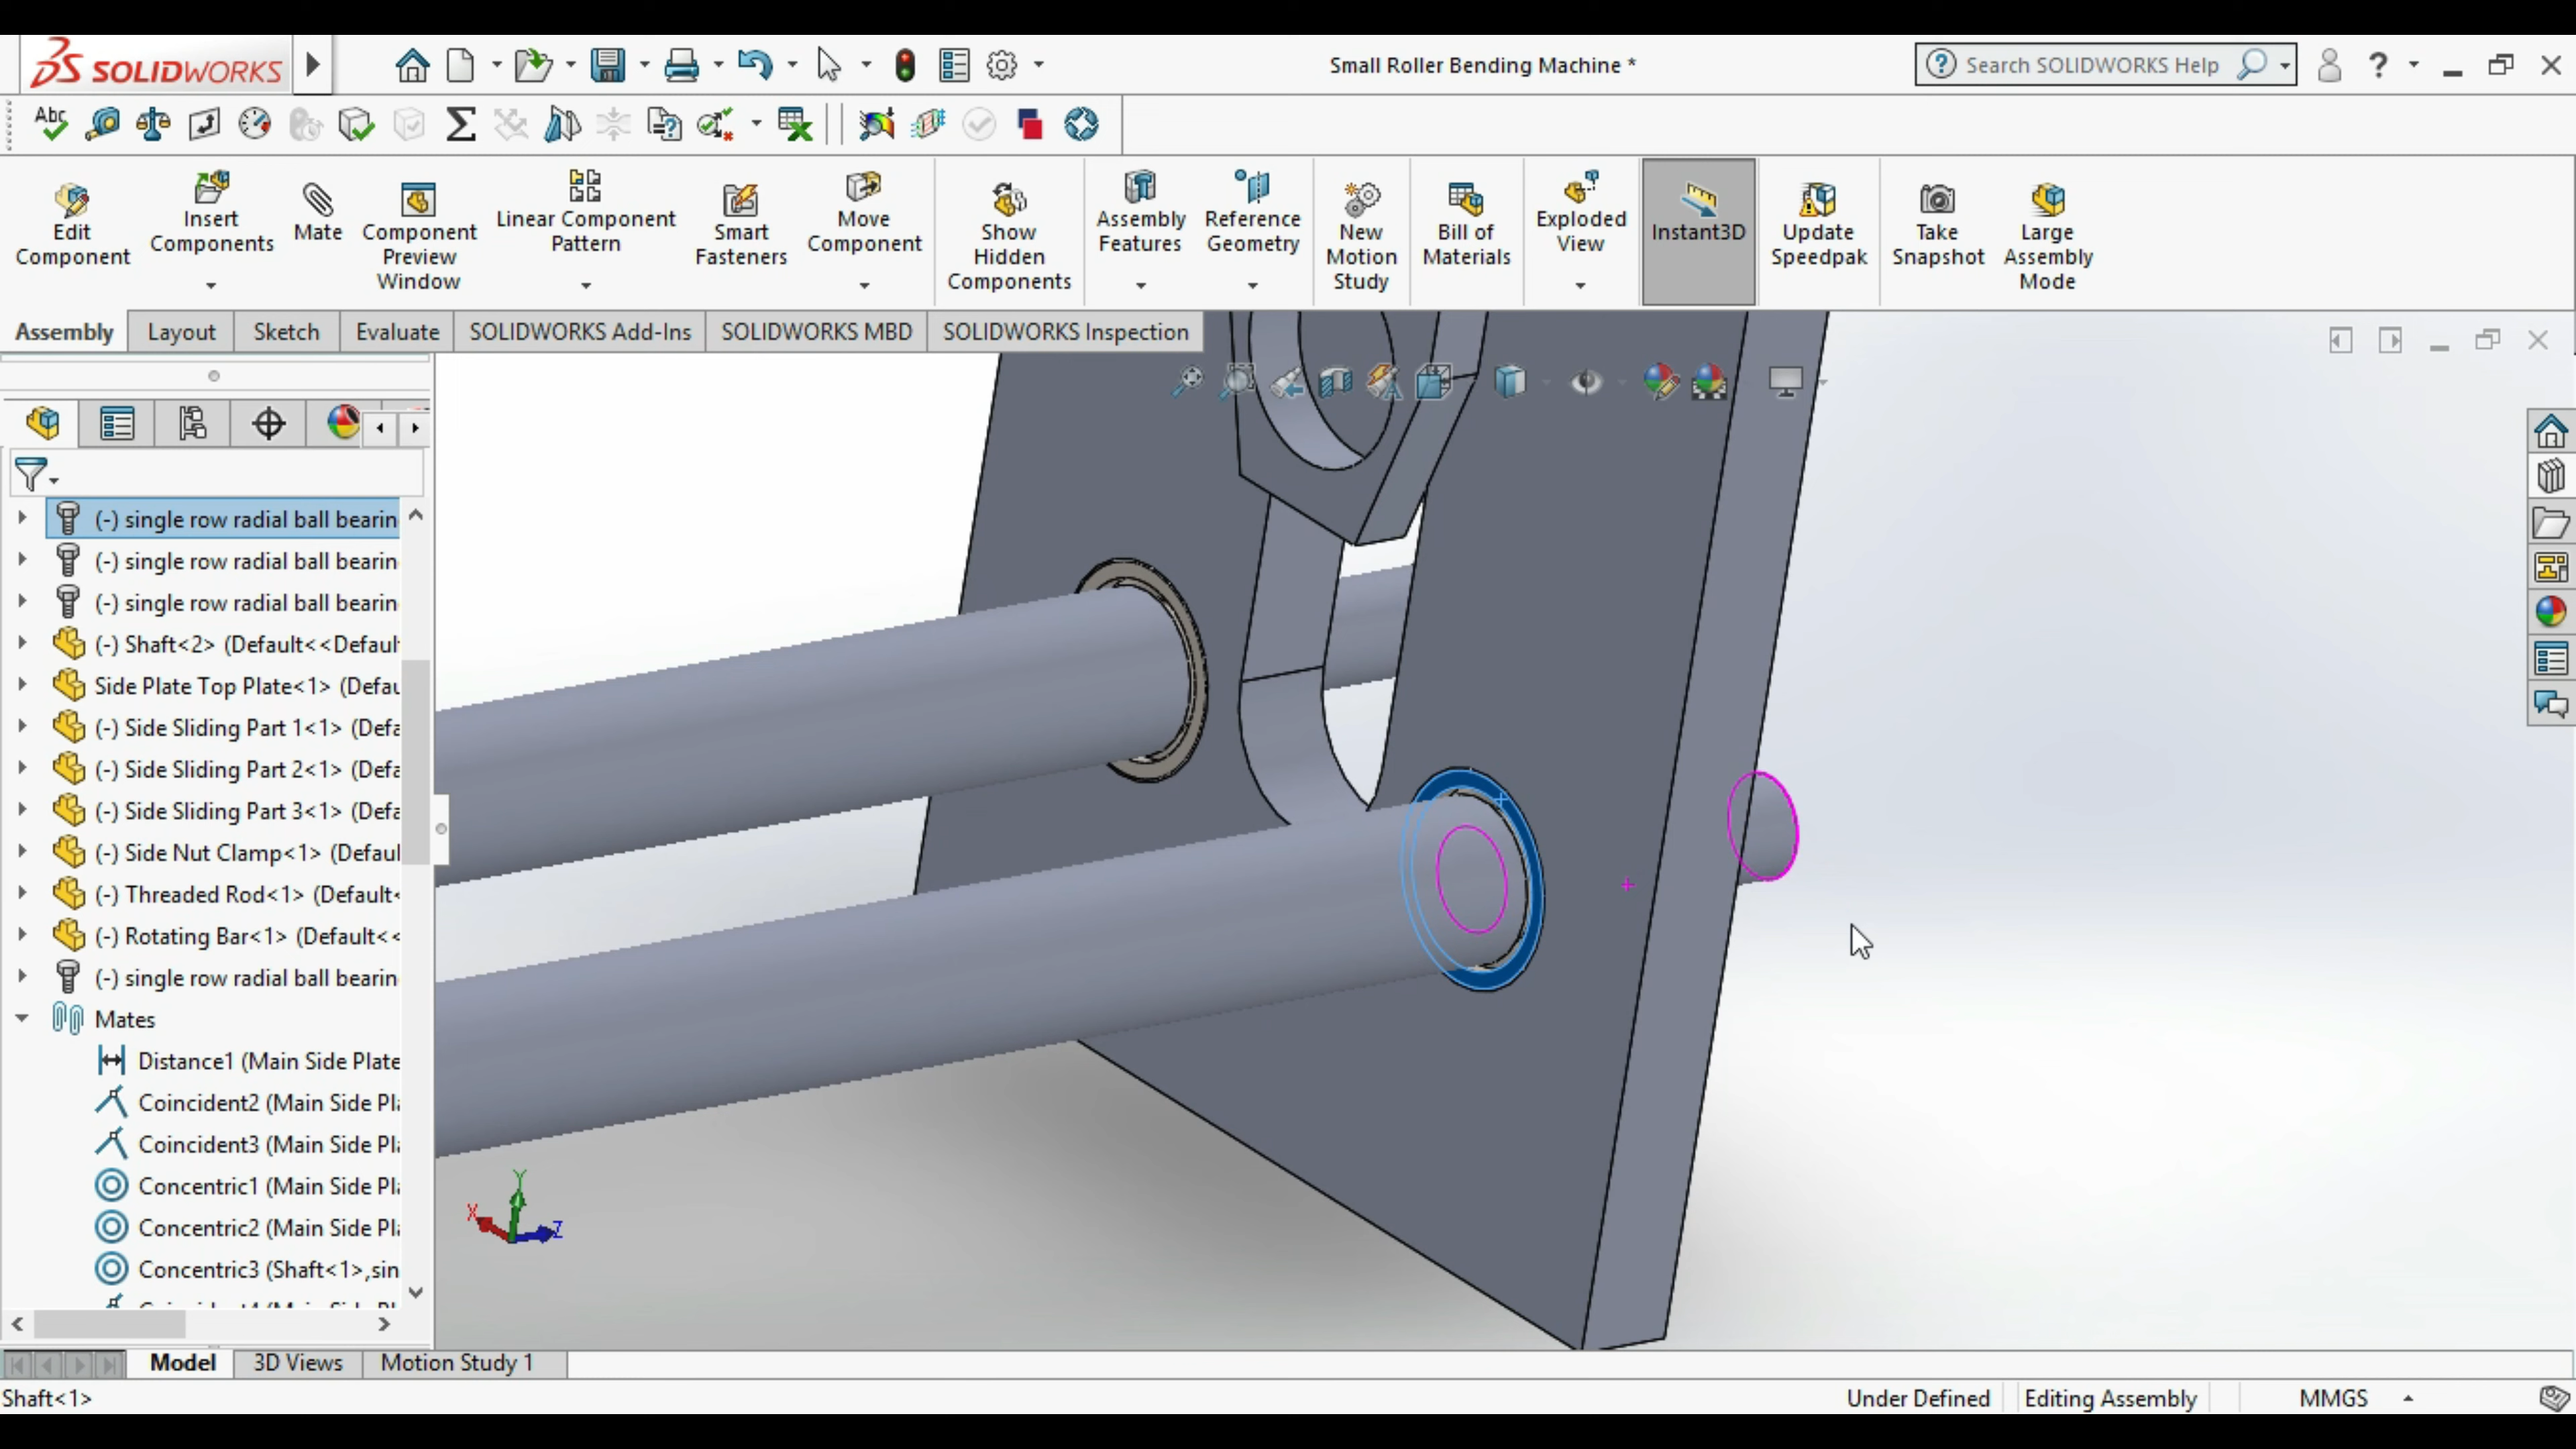 SOLIDWORKS
Small Roller Bending Machine *
Search SOLIDWORKS Help
?
Abc
Edit
Component
Insert
Components
Mate
Component
Preview
Window
Linear Component
Pattern
Smart
Fasteners
Move
Component
Show
Hidden
Components
Assembly
Features
Reference
Geometry
New
Motion
Study
Bill of
Materials
Exploded
View
Instant3D
Update
Speedpak
Take
Snapshot
Large
Assembly
Mode
Assembly
Layout
Sketch
Evaluate
SOLIDWORKS Add-Ins
SOLIDWORKS MBD
SOLIDWORKS Inspection
(-) single row radial ball bearin
(-) single row radial ball bearin
(-) single row radial ball bearin
(-) Shaft<2> (Default<<Default
Side Plate Top Plate<1> (Defau
(-) Side Sliding Part 1<1> (Defa
(-) Side Sliding Part 2<1> (Defa
(-) Side Sliding Part 3<1> (Defa
(-) Side Nut Clamp<1> (Defaul
(-) Threaded Rod<1> (Default<
(-) Rotating Bar<1> (Default<<
(-) single row radial ball bearin
Mates
Distance1 (Main Side Plate
Coincident2 (Main Side Pla
Coincident3 (Main Side Pla
Concentric1 (Main Side Pla
Concentric2 (Main Side Pla
Concentric3 (Shaft<1>,sin
Y
X
Z
Model
3D Views
Motion Study 1
Shaft<1>
Under Defined
Editing Assembly
MMGS